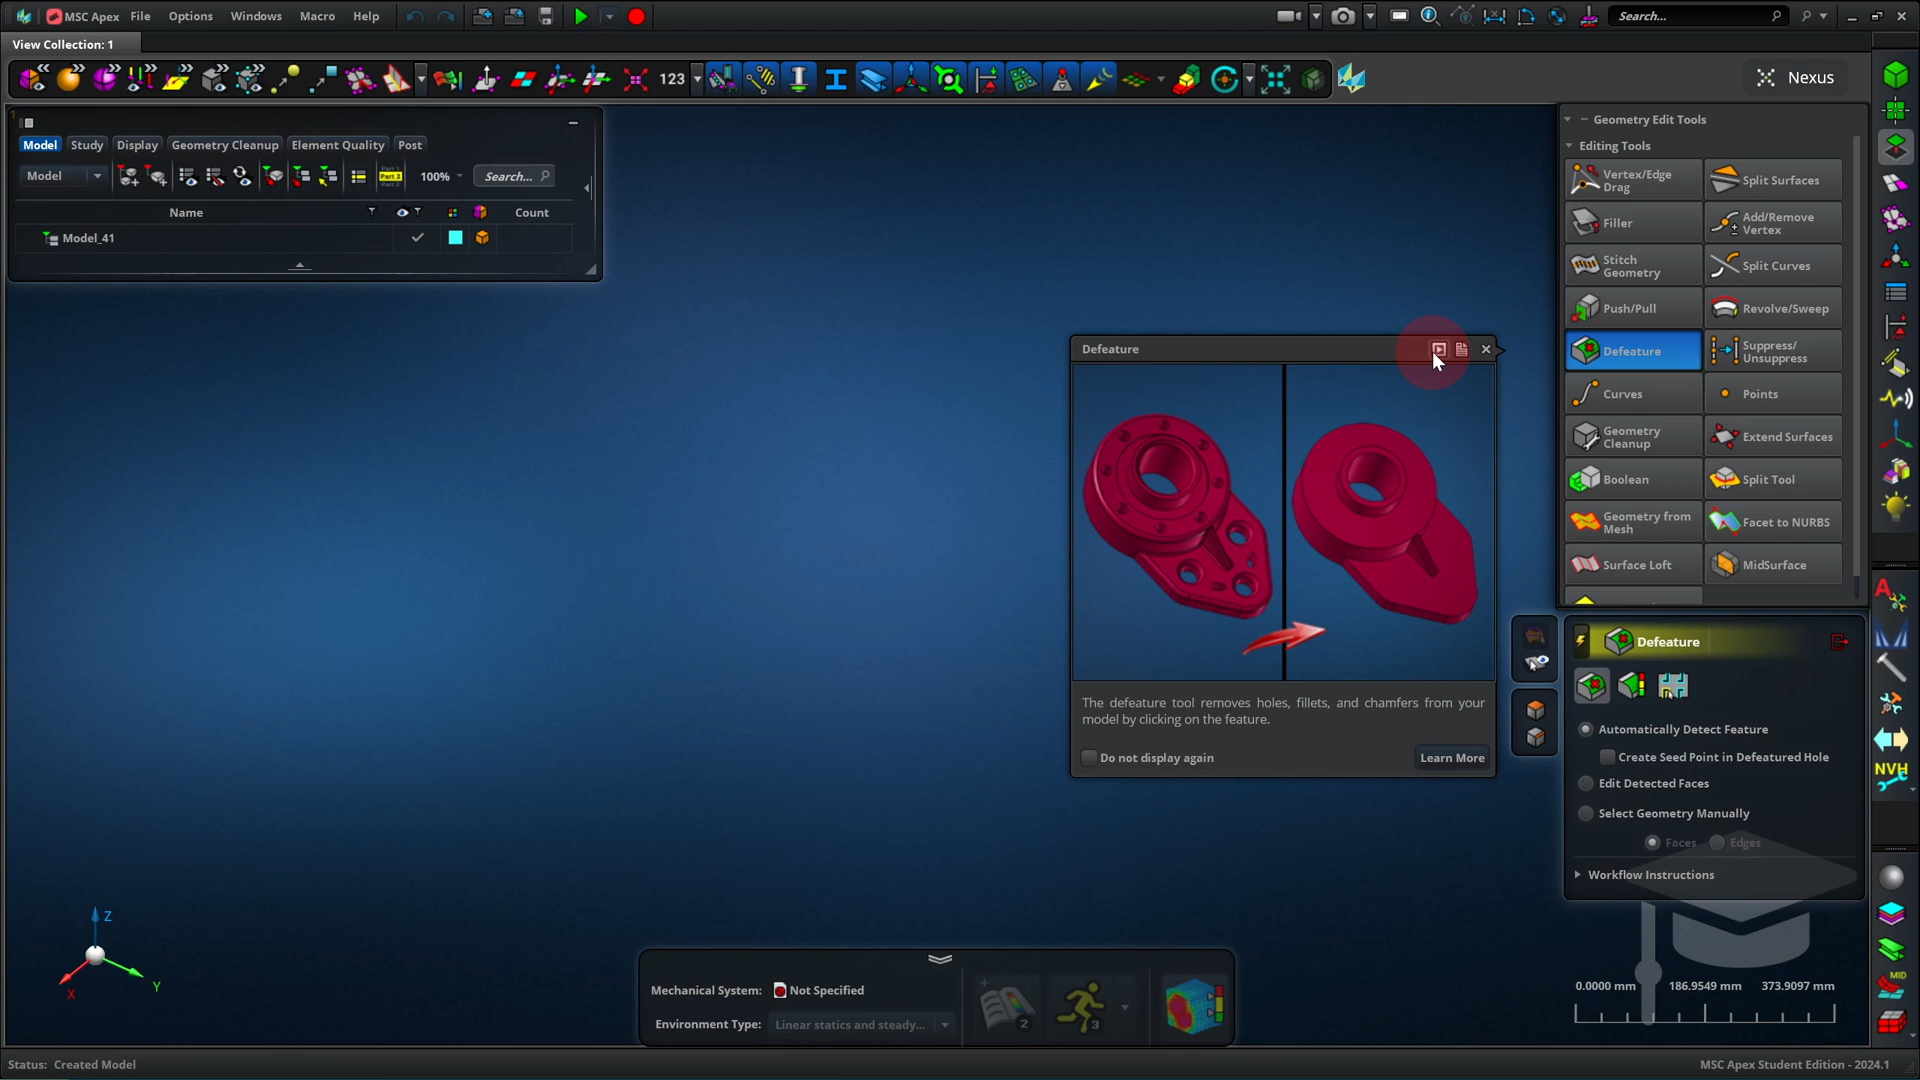 MSC Apex File Options Windows Macro Help Search...
View Collection: 1
123 Nexus
Model Study Display Geometry Cleanup Element Quality Post
Model 100% Search...
Name Count
Model_41
Geometry Edit Tools
Editing Tools
Vertex/Edge Drag
Split Surfaces
Filler
Add/Remove Vertex
Stitch Geometry
Split Curves
Push/Pull
Revolve/Sweep
Defeature
Suppress/ Unsuppress
Curves
Points
Geometry Cleanup
Extend Surfaces
Boolean
Split Tool
Geometry from Mesh
Facet to NURBS
Surface Loft
MidSurface
Defeature
The defeature tool removes holes, fillets, and chamfers from your
model by clicking on the feature.
Do not display again Learn More
Defeature
Automatically Detect Feature
Create Seed Point in Defeatured Hole
Edit Detected Faces
Select Geometry Manually
Faces Edges
Workflow Instructions
NVH
MID
Z
Y
X
Mechanical System: Not Specified
Environment Type: Linear statics and steady...
2
3
0.0000 mm 186.9549 mm 373.9097 mm
Status: Created Model MSC Apex Student Edition - 2024.1